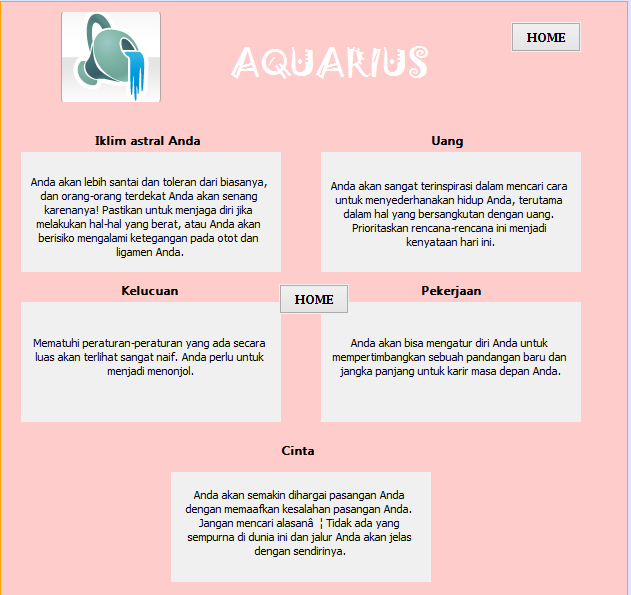 AQUARIUS
HOME
Iklim astral Anda
Anda akan lebih santai dan toleran dari biasanya,
dan orang-orang terdekat Anda akan senang
karenanya! Pastikan untuk menjaga diri jika
melakukan hal-hal yang berat, atau Anda akan
berisiko mengalami ketegangan pada otot dan
ligamen Anda.
Uang
Anda akan sangat terinspirasi dalam mencari cara
untuk menyederhanakan hidup Anda, terutama
dalam hal yang bersangkutan dengan uang.
Prioritaskan rencana-rencana ini menjadi
kenyataan hari ini.
Kelucuan
Mematuhi peraturan-peraturan yang ada secara
luas akan terlihat sangat naif. Anda perlu untuk
menjadi menonjol.
HOME
Pekerjaan
Anda akan bisa mengatur diri Anda untuk
mempertimbangkan sebuah pandangan baru dan
jangka panjang untuk karir masa depan Anda.
Cinta
Anda akan semakin dihargai pasangan Anda
dengan memaafkan kesalahan pasangan Anda.
Jangan mencari alasanâ ¦ Tidak ada yang
sempurna di dunia ini dan jalur Anda akan jelas
dengan sendirinya.